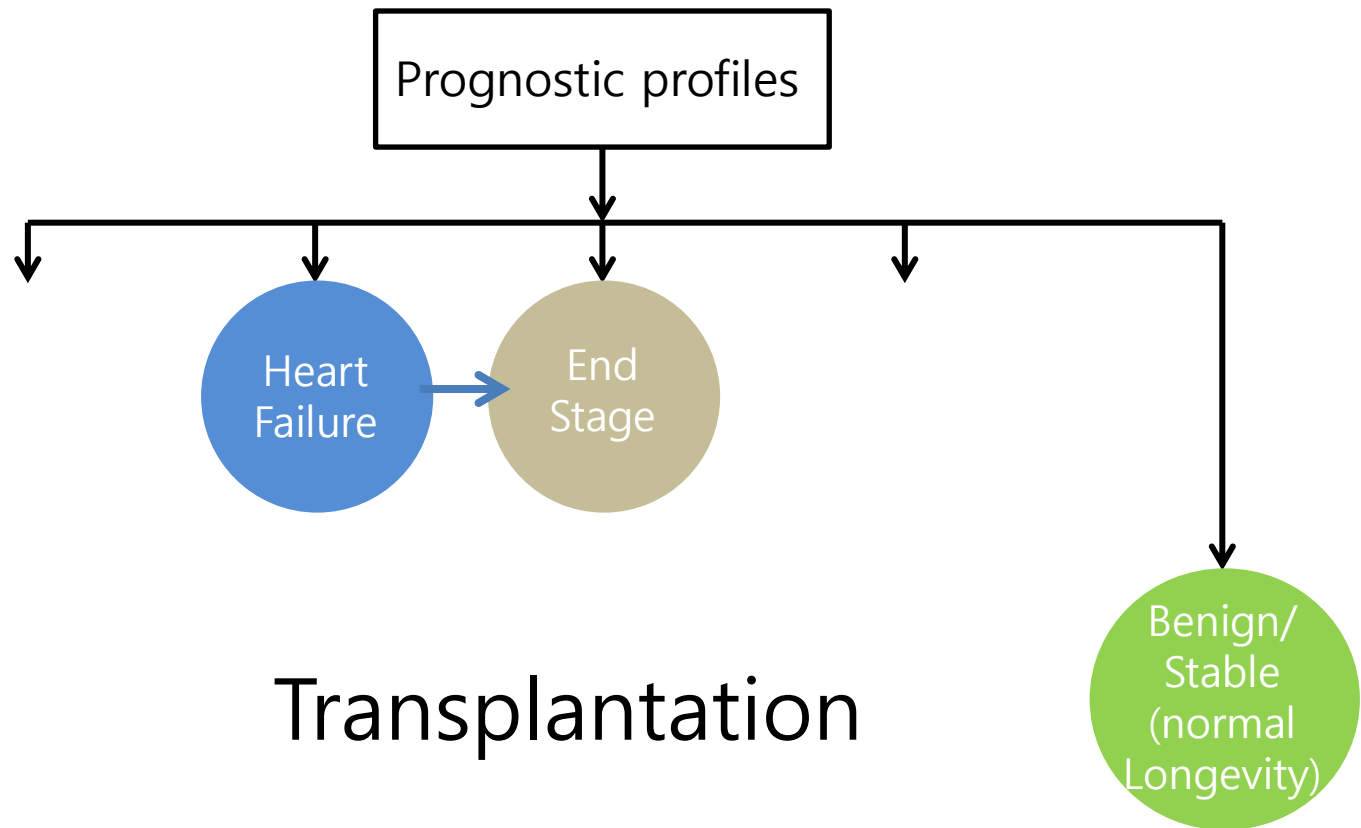 Prognostic profiles
Heart
Failure
End
Stage
Benign/
Stable
(normal
Longevity)
Transplantation